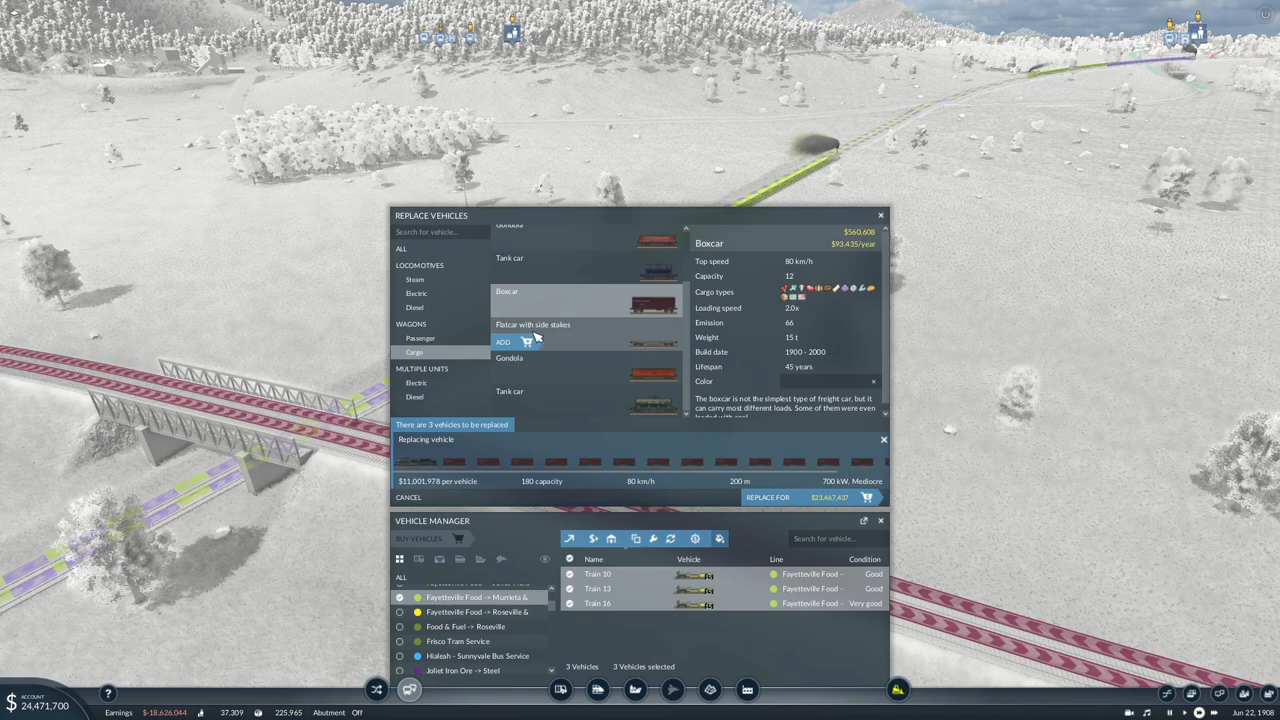 REPLACE VEHICLES
Search for vehicle...
ALL
LOCOMOTIVES
Steam
Electric
Diesel
WAGONS
Passenger
Cargo
MULTIPLE UNITS
Electric
Diesel
Gondola
Tank car
Boxcar
Flatcar with side stakes
ADD
Gondola
Tank car
$560,608
Boxcar
$93,435/year
Top speed 80 km/h
Capacity 12
Cargo types
Loading speed 2.0x
Emission 66
Weight 15 t
Build date 1900 - 2000
Lifespan 45 years
Color
The boxcar is not the simplest type of freight car, but it
can carry most different loads. Some of them were even
There are 3 vehicles to be replaced
Replacing vehicle
$11,001,978 per vehicle 180 capacity 80 km/h 200 m 700 kW, Mediocre
CANCEL
REPLACE FOR $23,467,437
VEHICLE MANAGER
BUY VEHICLES
Search for vehicle...
ALL
Fayetteville Food -> Murrieta &
Fayetteville Food -> Roseville &
Food & Fuel -> Roseville
Frisco Tram Service
Hialeah - Sunnyvale Bus Service
Joliet Iron Ore -> Steel
Name Vehicle Line Condition
Train 10 15 Fayetteville Food - Good
Train 13 15 Fayetteville Food - Good
Train 16 15 Fayetteville Food - Very good
3 Vehicles 3 Vehicles selected
ACCOUNT
$ 24,471,700
?
Earnings $-18,626,044 37,309 225,965 Abutment Off
Jun 22, 1908